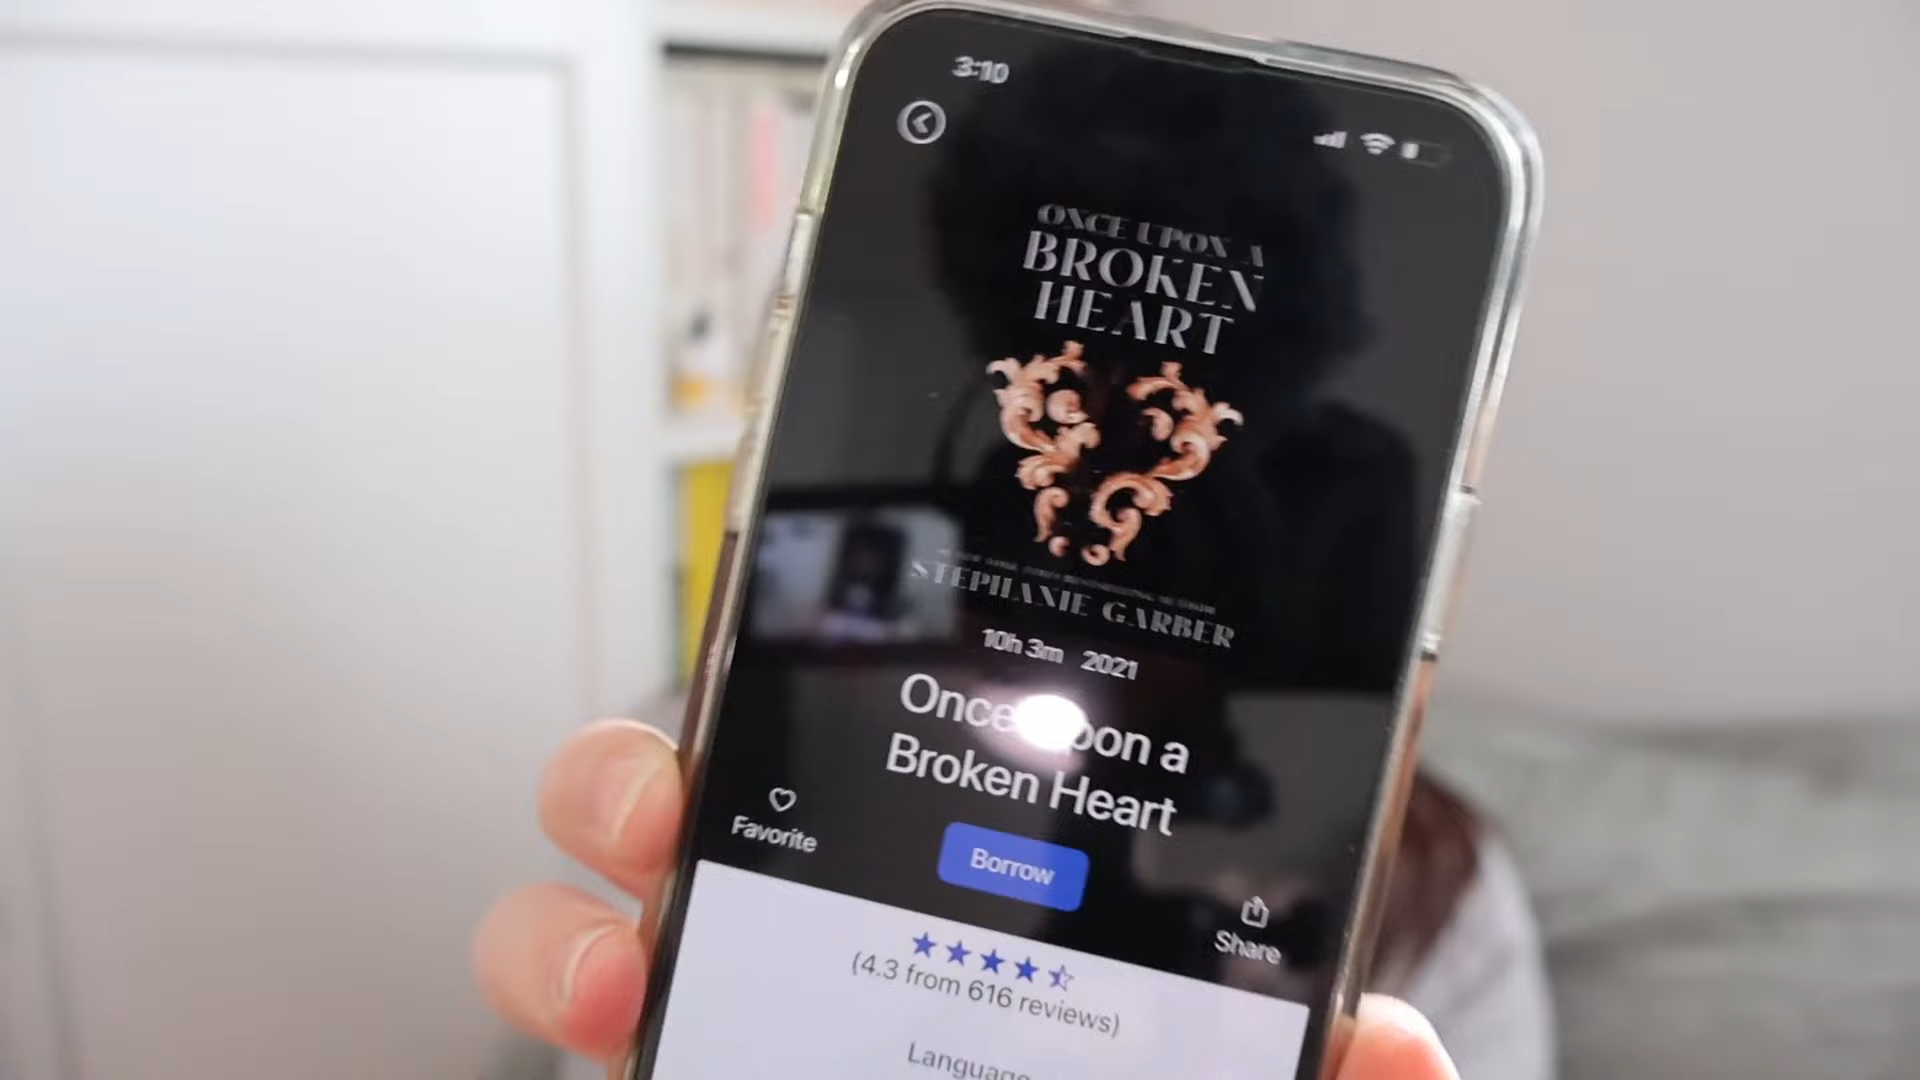 3:10
ONCE UPON A
BROKEN
HEART
STEPHANIE GARBER
10h 3m 2021
Once upon a
Broken Heart
Favorite
Borrow
Share
(4.3 from 616 reviews)
Language